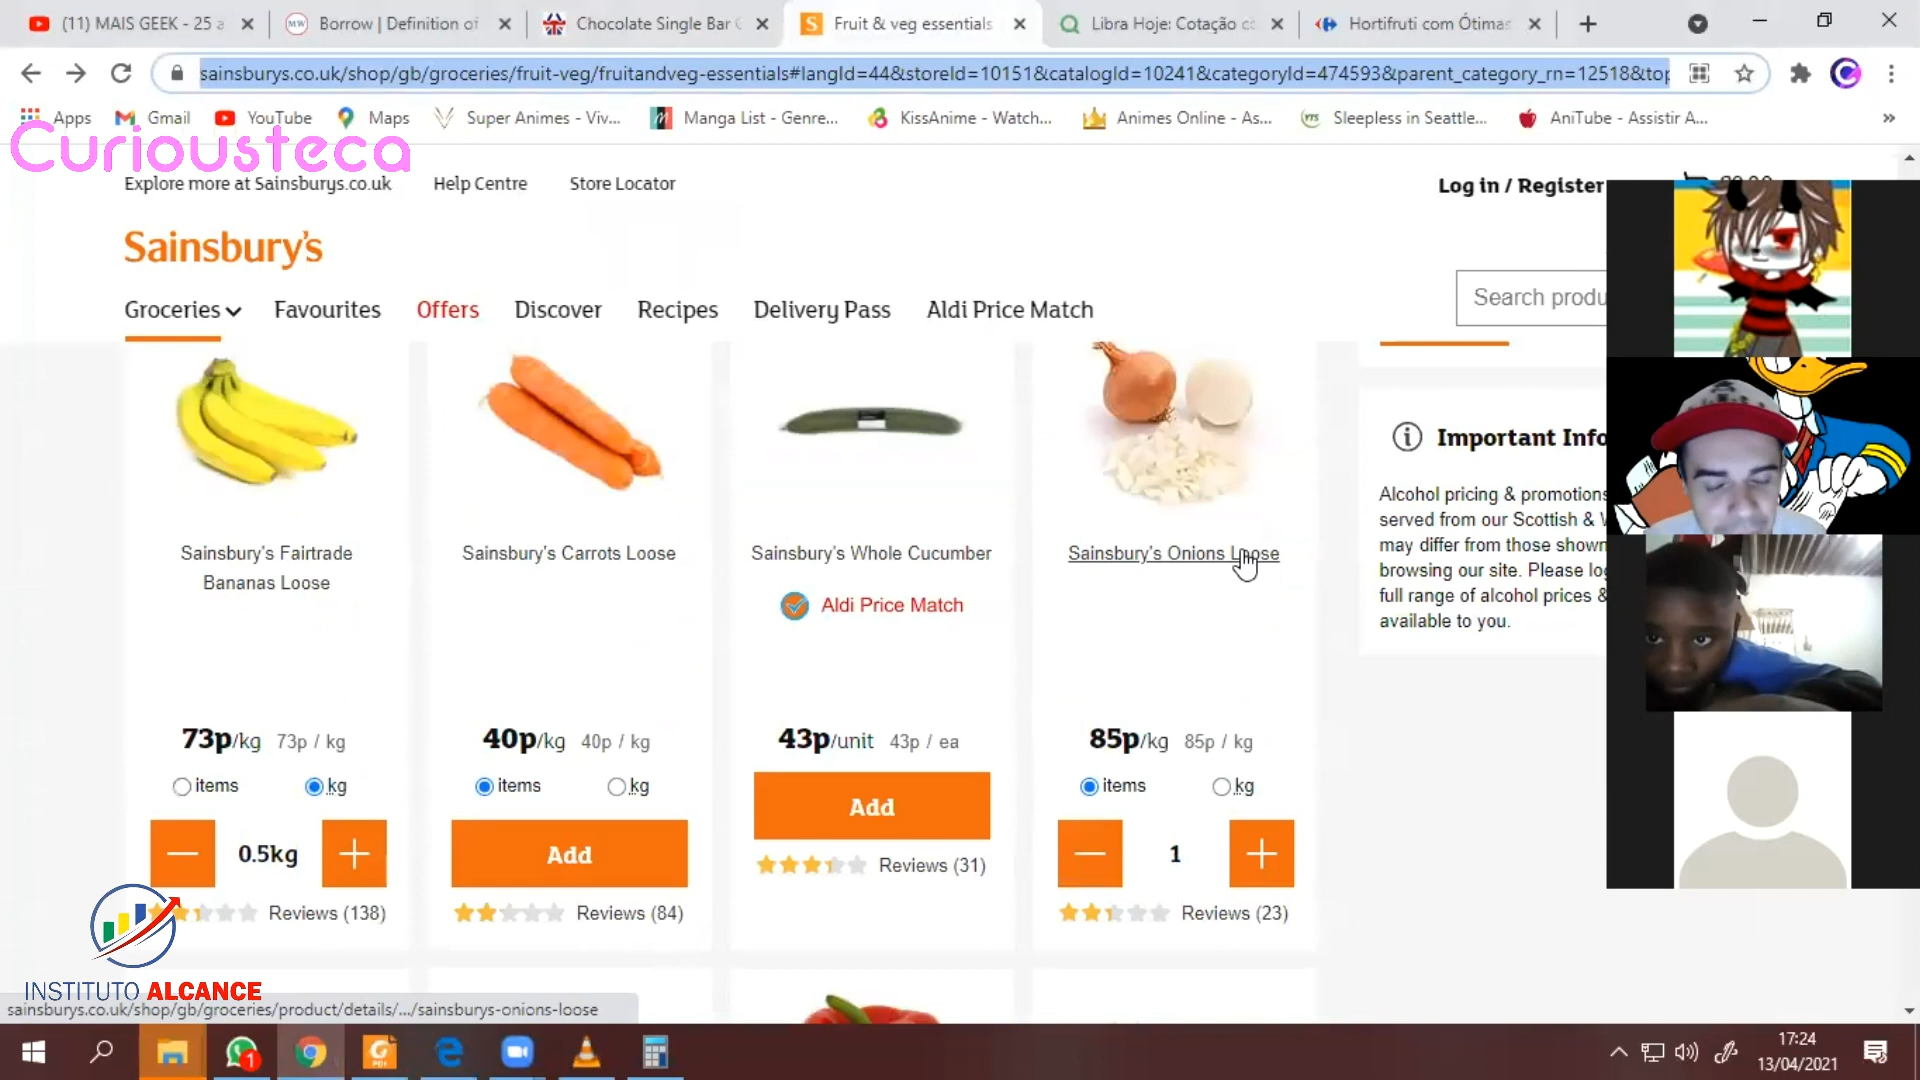 (11) MAIS GEEK - 25 a
Borrow | Definition of
Chocolate Single Bar
Fruit & veg essentials
Libra Hoje: Cotação
Hortifruti com Ótimas
sainsburys.co.uk/shop/gb/groceries/fruit-veg/fruitandveg-essentials#langId=44&storeId=10151&catalogId=10241&categoryId=474593&parent_category_rn=12518&top
Apps
Gmail
YouTube
Maps
Super Animes - Viv...
Manga List - Genre...
KissAnime - Watch...
Animes Online - As...
Sleepless in Seattle...
AniTube - Assistir A...
»
Curiousteca
Explore more at Sainsburys.co.uk
Help Centre
Store Locator
Log in / Register
Sainsbury's
Groceries
Favourites
Offers
Discover
Recipes
Delivery Pass
Aldi Price Match
Search produ
Sainsbury's Fairtrade
Bananas Loose
Sainsbury's Carrots Loose
Sainsbury's Whole Cucumber
Aldi Price Match
Sainsbury's Onions Loose
Important Info
Alcohol pricing & promotions
served from our Scottish &
may differ from those shown
browsing our site. Please log
full range of alcohol prices &
available to you.
73p/kg 73p / kg
40p/kg 40p / kg
43p/unit 43p / ea
85p/kg 85p / kg
items kg
items kg
Add
items kg
— 0.5kg +
Add
— 1 +
Reviews (31)
Reviews (138)
Reviews (84)
Reviews (23)
INSTITUTO ALCANCE
sainsburys.co.uk/shop/gb/groceries/product/details/.../sainsburys-onions-loose
1
17:24
13/04/2021